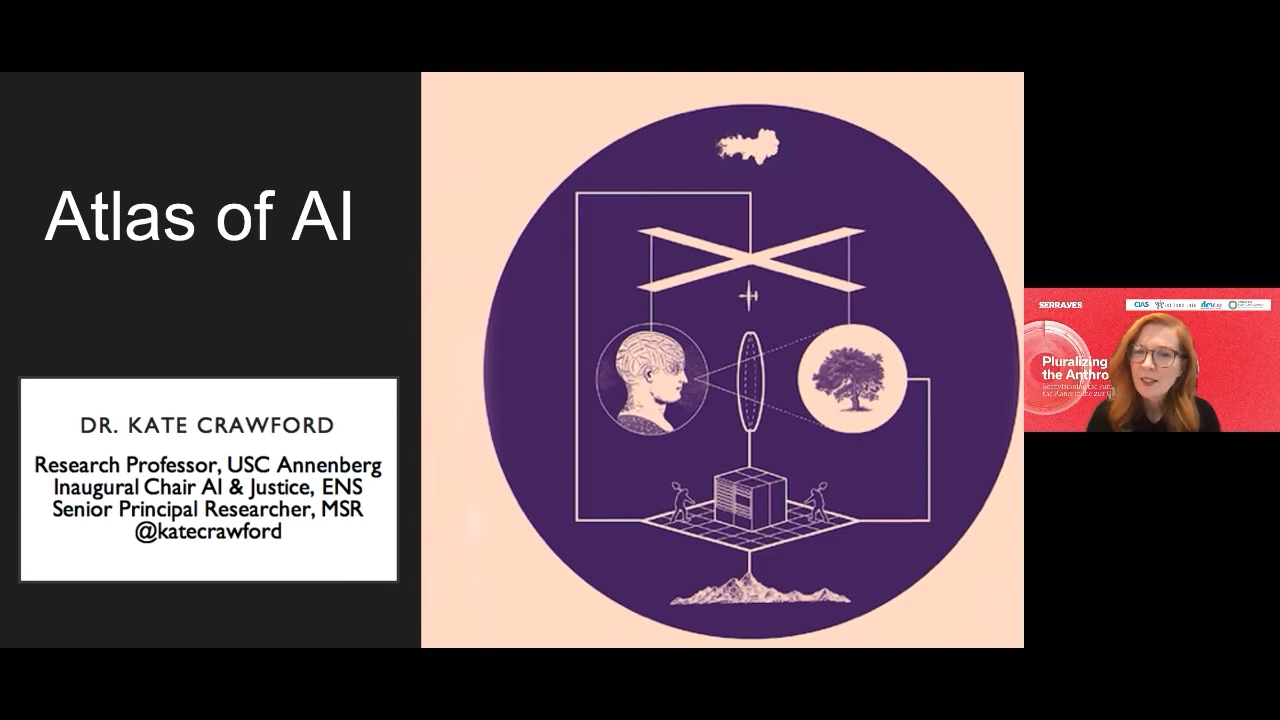 Atlas of AI
DR. KATE CRAWFORD
Research Professor, USC Annenberg
Inaugural Chair AI & Justice, ENS
Senior Principal Researcher, MSR
@katecrawford
SERRALVES
CIAS
Pluralizing
the Anthro